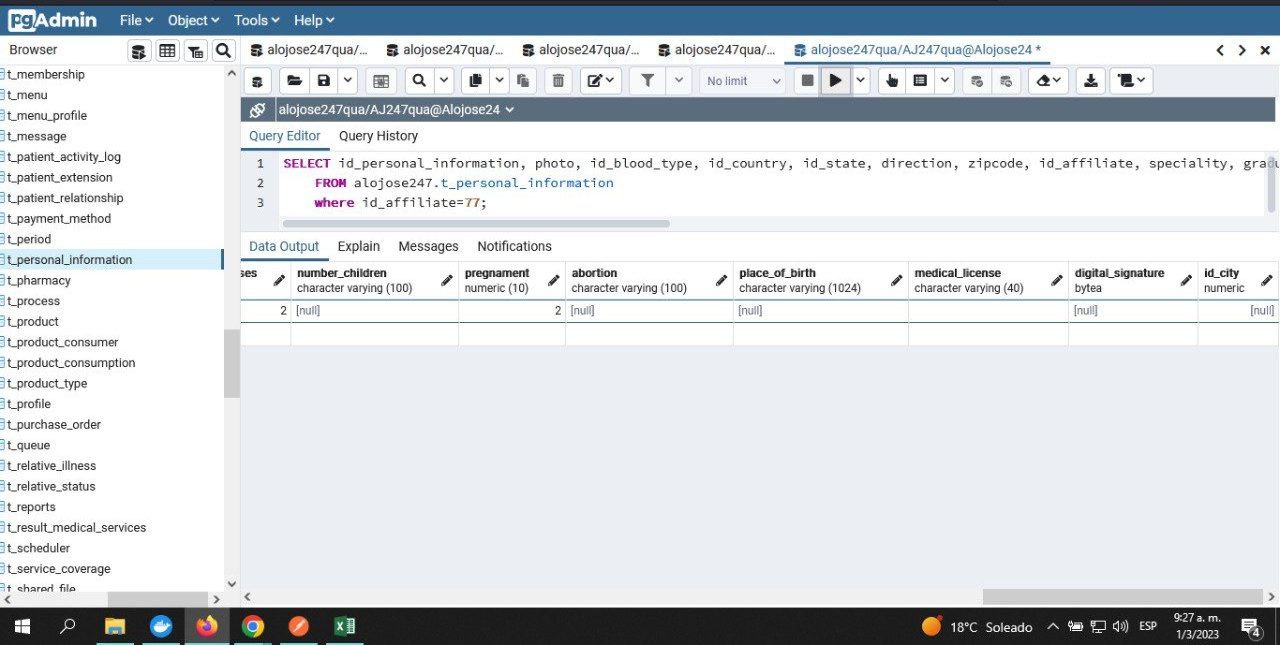 pgAdmin File Object Tools Help
Browser alojose247qua/... alojose247qua/... alojose247qua/... alojose247qua/... alojose247qua/AJ247qua@Alojose24 *
No limit
alojose247qua/AJ247qua@Alojose24
Query Editor Query History
1 SELECT id_personal_information, photo, id_blood_type, id_country, id_state, direction, zipcode, id_affiliate, speciality, gradu
2 FROM alojose247.t_personal_information
3 where id_affiliate=77;
Data Output Explain Messages Notifications
ses number_children pregnament abortion place_of_birth medical_license digital_signature id_city
character varying (100) numeric (10) character varying (100) character varying (1024) character varying (40) bytea numeric
2 [null] 2 [null] [null] [null] [null]
t_membership
t_menu
t_menu_profile
t_message
t_patient_activity_log
t_patient_extension
t_patient_relationship
t_payment_method
t_period
t_personal_information
t_pharmacy
t_process
t_product
t_product_consumer
t_product_consumption
t_product_type
t_profile
t_purchase_order
t_queue
t_relative_illness
t_relative_status
t_reports
t_result_medical_services
t_scheduler
t_service_coverage
t_shared_file
18°C Soleado ESP 9:27 a. m.
1/3/2023
4